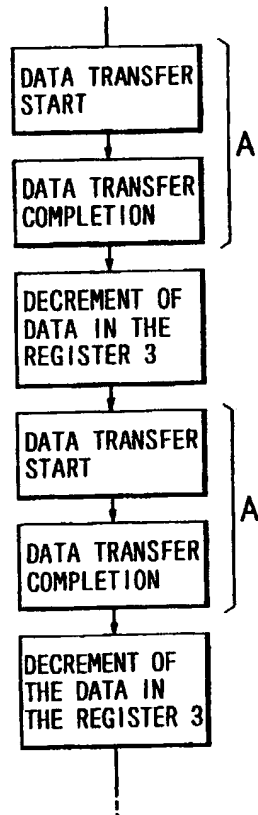 DATA TRANSFER
START
A
DATA TRANSFER
COMPLETION
DECREMENT OF
DATA IN THE
REGISTER 3
DATA TRANSFER
START
A
DATA TRANSFER
COMPLETION
DECREMENT OF
THE DATA IN
THE REGISTER 3